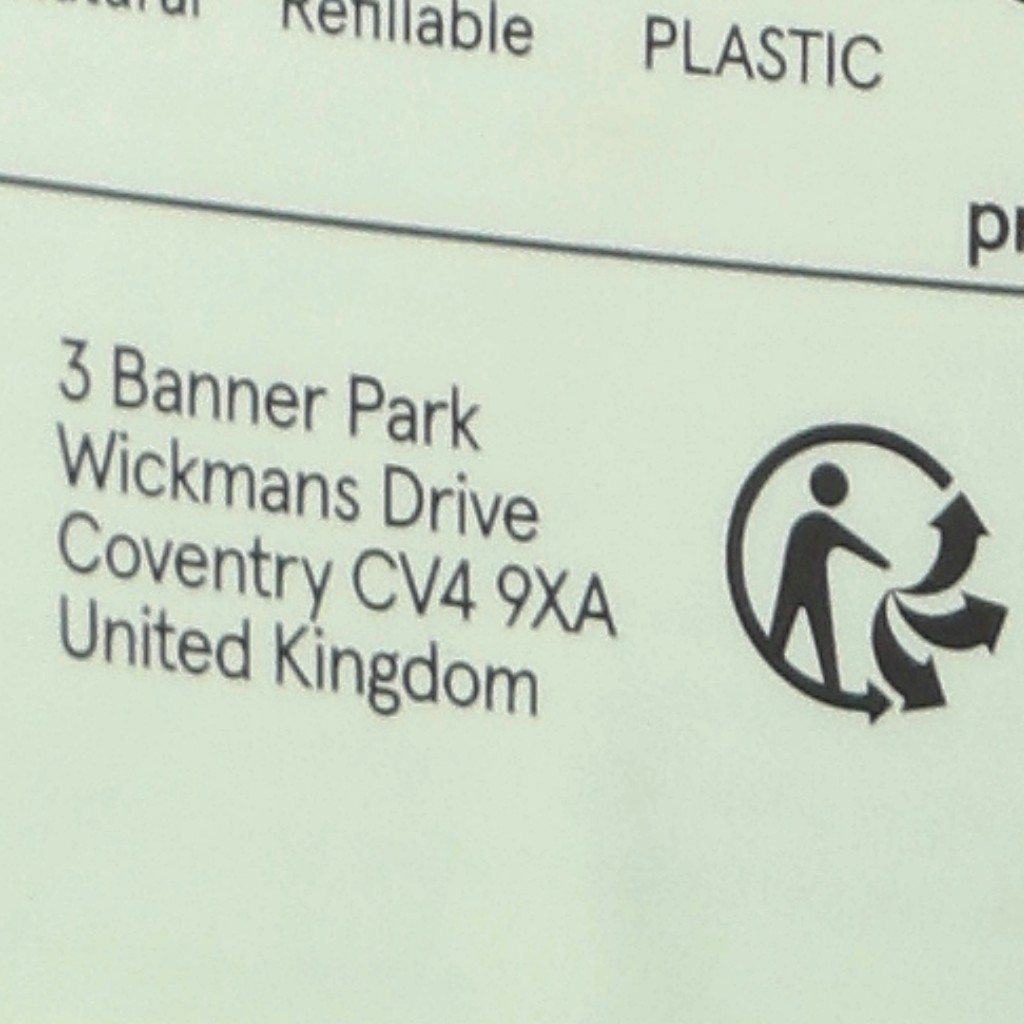 Refillable PLASTIC
3 Banner Park
Wickmans Drive
Coventry CV4 9XA
United Kingdom